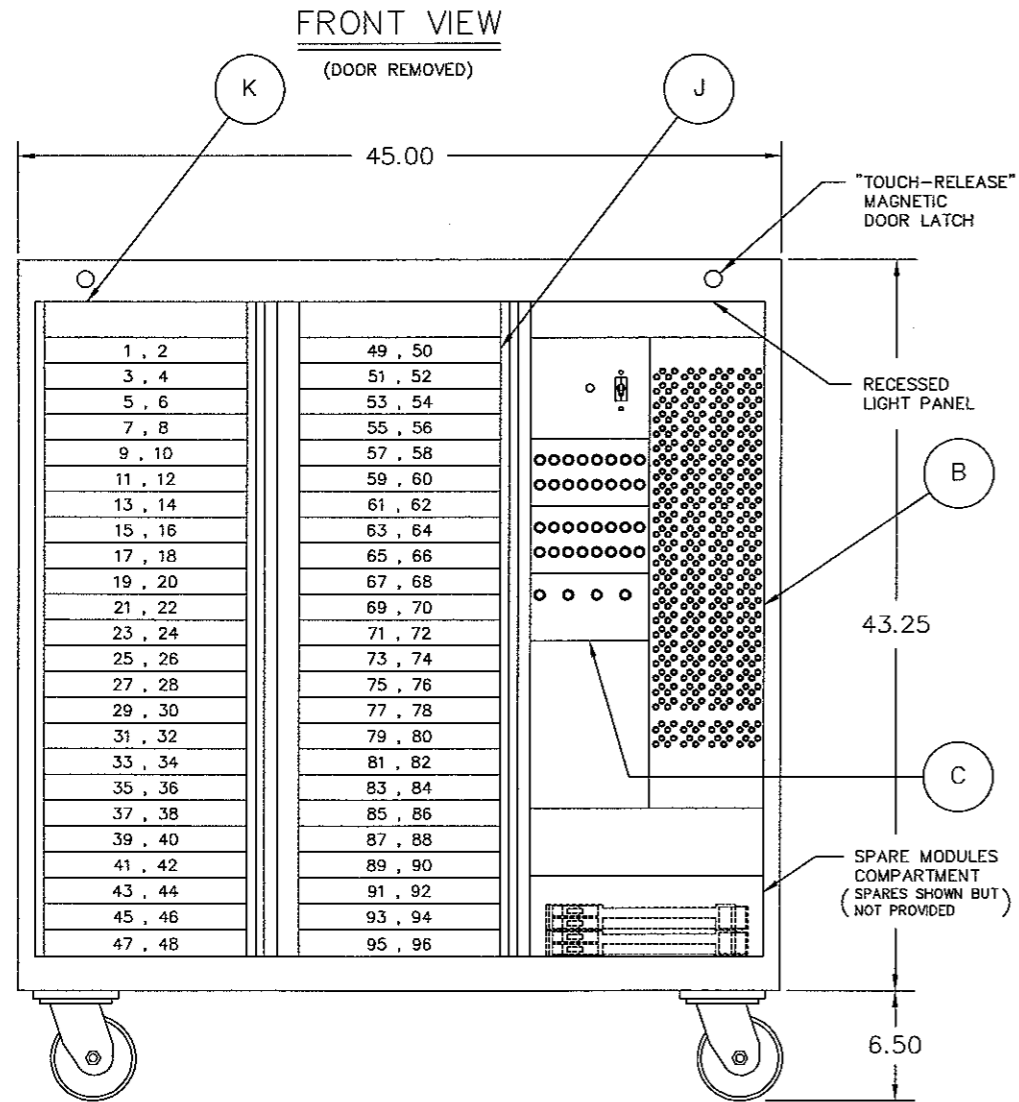 FRONT VIEW
(DOOR REMOVED)
K
J
45.00
"TOUCH-RELEASE"
MAGNETIC
DOOR LATCH
1 , 2
3 , 4
5 , 6
7 , 8
9 , 10
11 , 12
13 , 14
15 , 16
17 , 18
19 , 20
21 , 22
23 , 24
25 , 26
27 , 28
29 , 30
31 , 32
33 , 34
35 , 36
37 , 38
39 , 40
41 , 42
43 , 44
45 , 46
47 , 48
49 , 50
51 , 52
53 , 54
55 , 56
57 , 58
59 , 60
61 , 62
63 , 64
65 , 66
67 , 68
69 , 70
71 , 72
73 , 74
75 , 76
77 , 78
79 , 80
81 , 82
83 , 84
85 , 86
87 , 88
89 , 90
91 , 92
93 , 94
95 , 96
RECESSED
LIGHT PANEL
B
43.25
C
SPARE MODULES
COMPARTMENT
(SPARES SHOWN BUT
NOT PROVIDED)
6.50